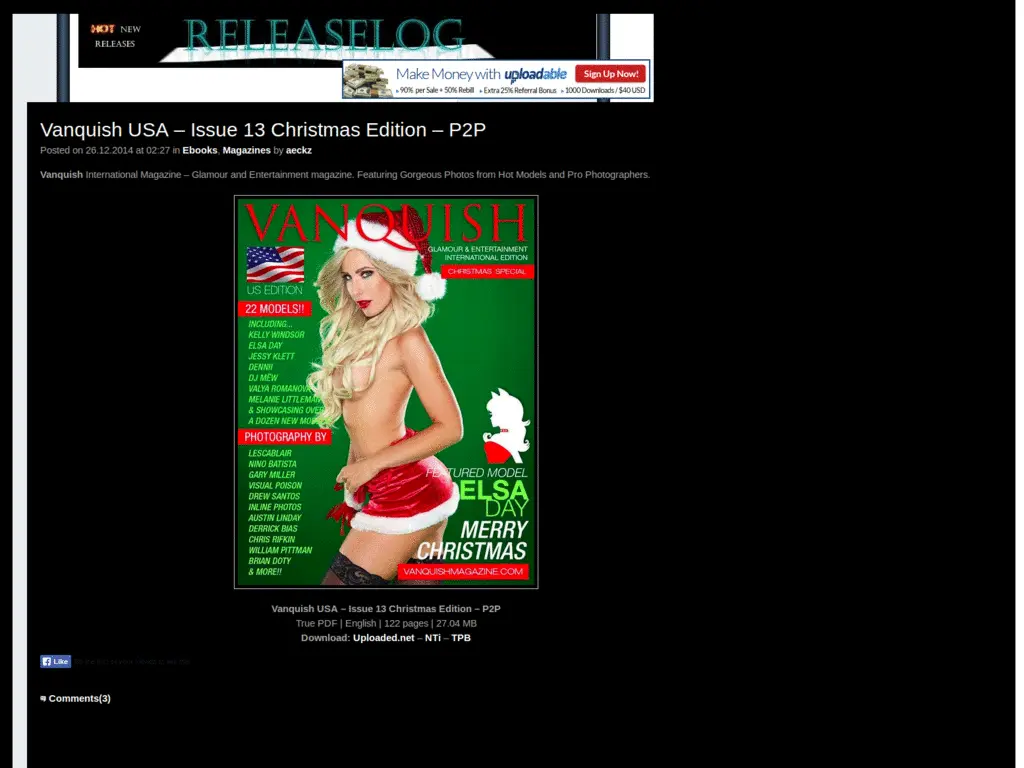 HOT NEW
RELEASES
RELEASELOG
Make Money with uploadable
Sign Up Now!
90% per Sale + 50% Rebill
Extra 25% Referral Bonus
1000 Downloads / $40 USD
Vanquish USA – Issue 13 Christmas Edition – P2P
Posted on 26.12.2014 at 02:27 in Ebooks, Magazines by aeckz
Vanquish International Magazine – Glamour and Entertainment magazine. Featuring Gorgeous Photos from Hot Models and Pro Photographers.
VANQUISH
GLAMOUR & ENTERTAINMENT
INTERNATIONAL EDITION
CHRISTMAS SPECIAL
US EDITION
22 MODELS!!
INCLUDING...
KELLY WINDSOR
ELSA DAY
JESSY KLETT
DENNII
DJ MEW
VALYA ROMANOVA
MELANIE LITTLEMAN
& SHOWCASING OVER
A DOZEN NEW
PHOTOGRAPHY BY
LESCABLAIR
NINO BATISTA
GARY MILLER
VISUAL POISON
DREW SANTOS
INLINE PHOTOS
AUSTIN LINDAY
DERRICK BIAS
CHRIS RIFKIN
WILLIAM PITTMAN
BRIAN DOTY
& MORE!!
FEATURED MODEL
ELSA
DAY
MERRY
CHRISTMAS
VANQUISHMAGAZINE.COM
Vanquish USA – Issue 13 Christmas Edition – P2P
True PDF | English | 122 pages | 27.04 MB
Download: Uploaded.net – NTi – TPB
Like
Comments(3)